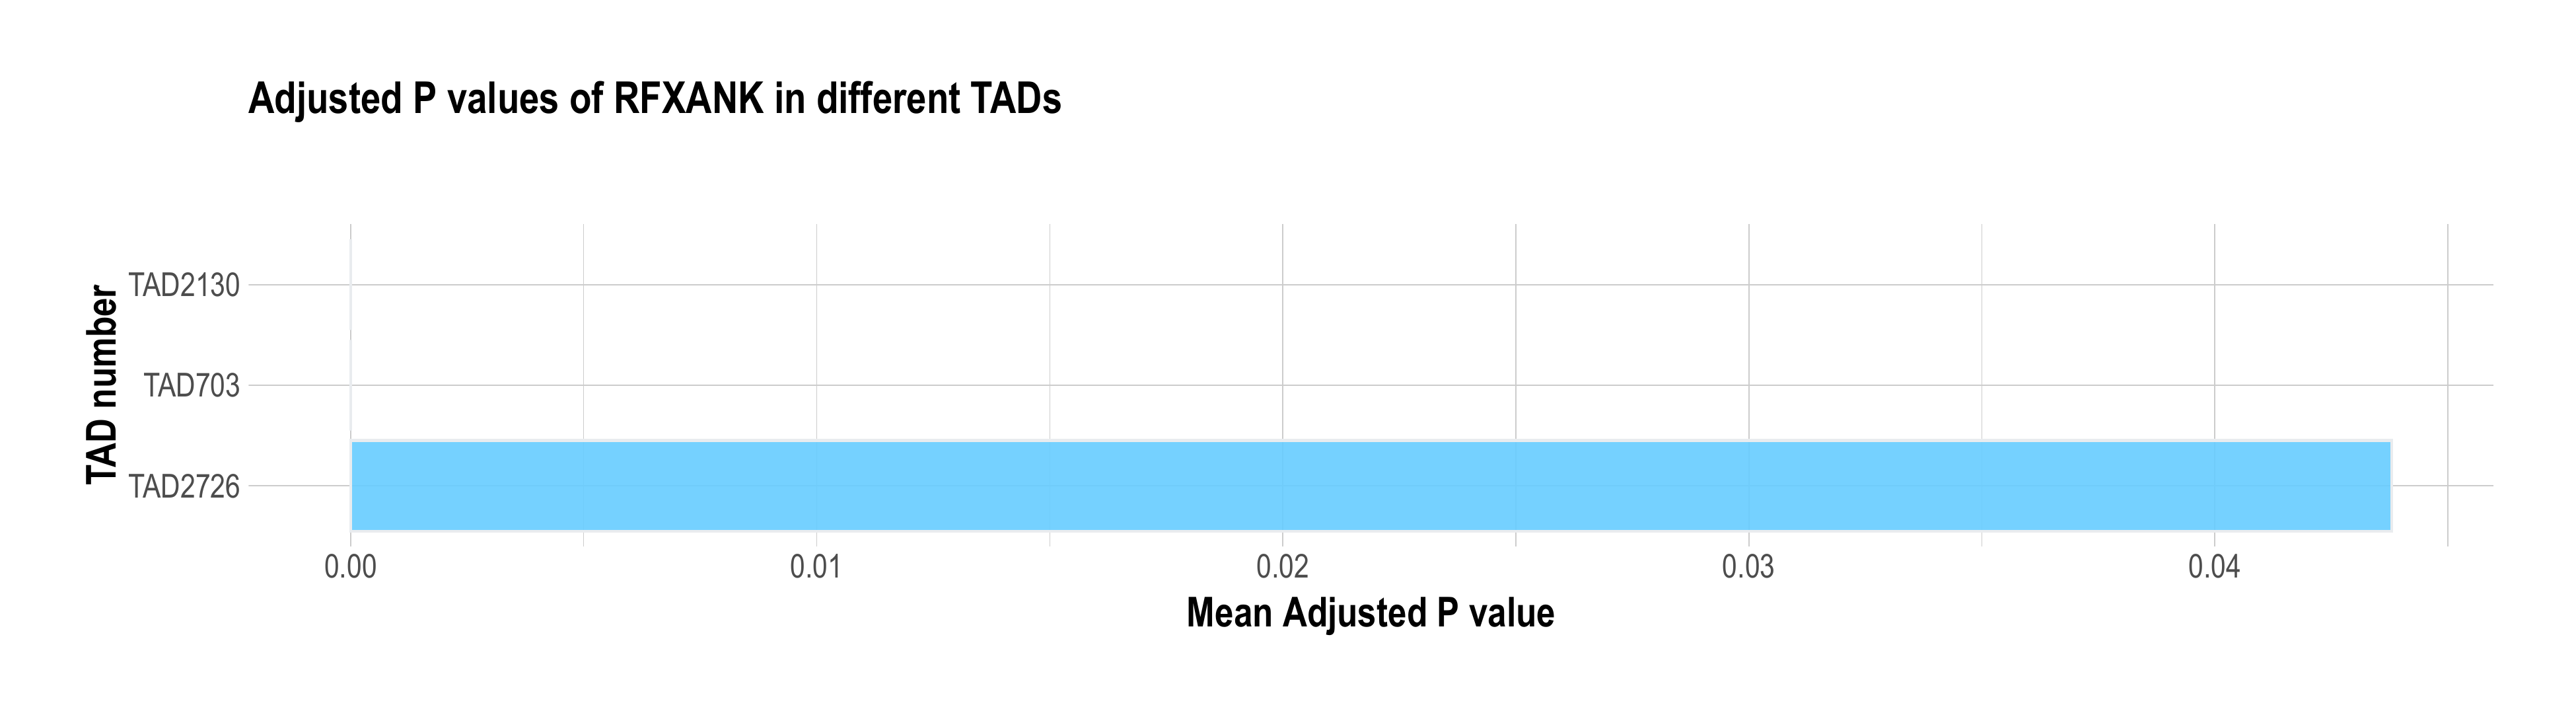 Adjusted P values of RFXANK in different TADs
TAD number
TAD2130
TAD703
TAD2726
0.00 0.01 0.02 0.03 0.04
Mean Adjusted P value